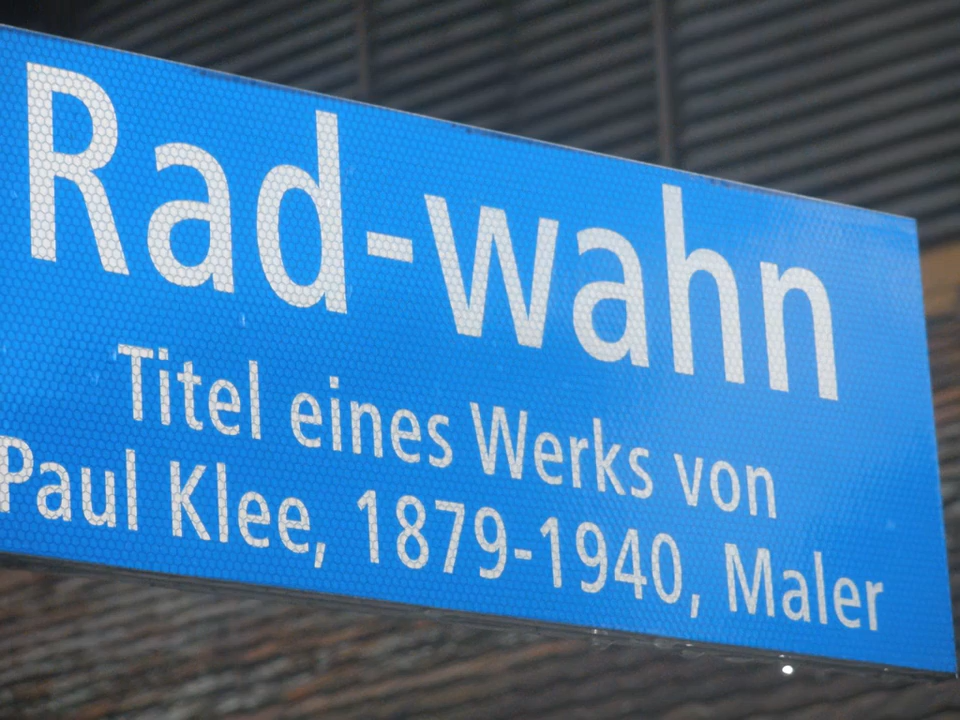 Rad-wahn
Titel eines Werks von
Paul Klee, 1879-1940, Maler